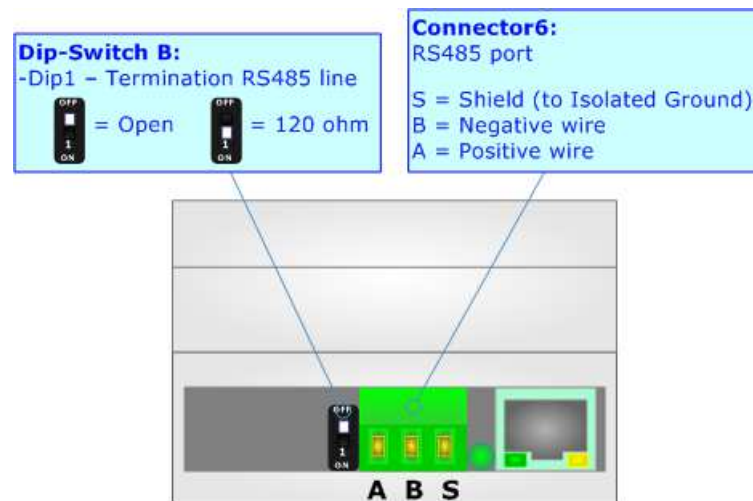 Dip-Switch B:
-Dip1 – Termination RS485 line
OFF
1
ON
= Open
OFF
1
ON
= 120 ohm
Connector6:
RS485 port
S = Shield (to Isolated Ground)
B = Negative wire
A = Positive wire
OFF
1
ON
A B S